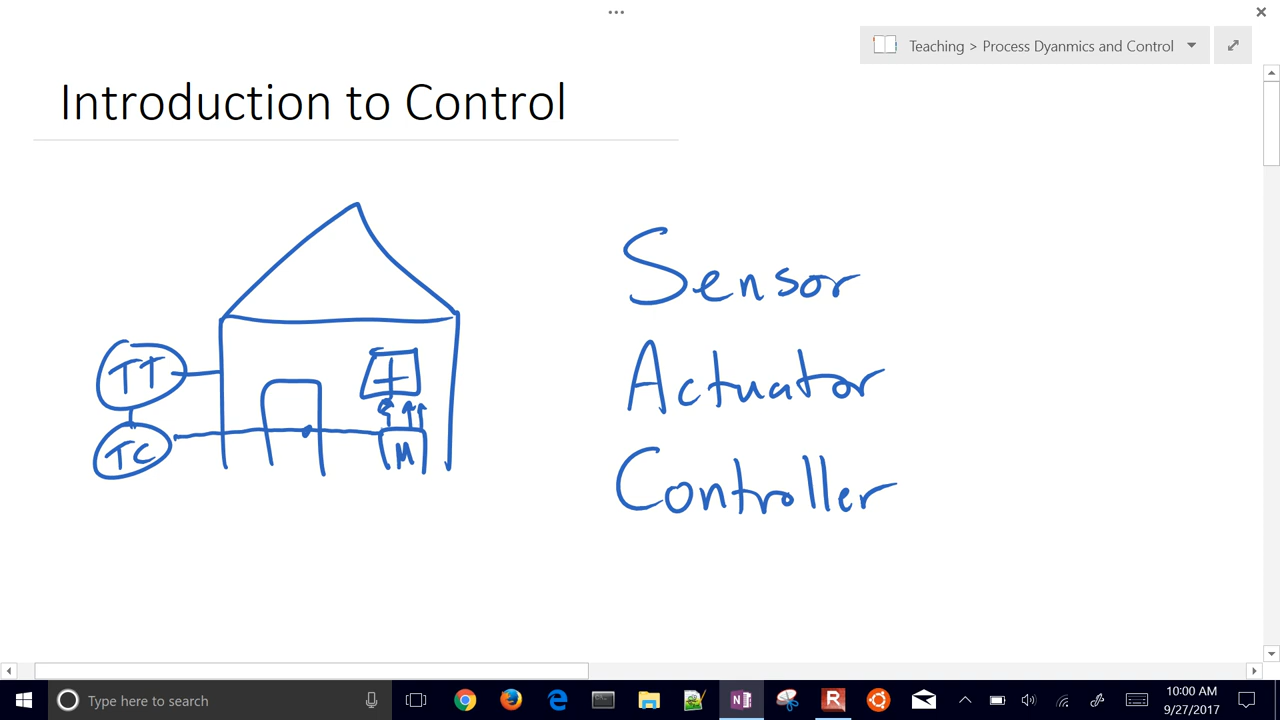 Teaching > Process Dyanmics and Control
Introduction to Control
Sensor
TT
Actuator
TC
M
Controller
Type here to search
10:00 AM
9/27/2017